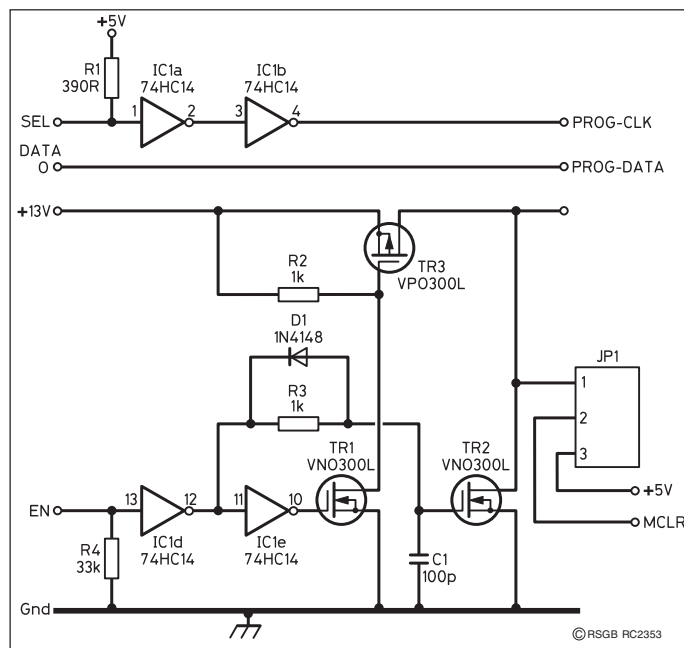 +5V
R1
390R
IC1a
74HC14
IC1b
74HC14
SEL
1
2
3
4
PROG-CLK
DATA
0
PROG-DATA
+13V
R2
1k
TR3
VPO300L
D1
1N4148
JP1
R3
1k
1
2
3
TR1
VNO300L
TR2
VNO300L
+5V
EN
13
12
11
10
MCLR
IC1d
74HC14
IC1e
74HC14
R4
33k
C1
100p
Gnd
©RSGB RC2353